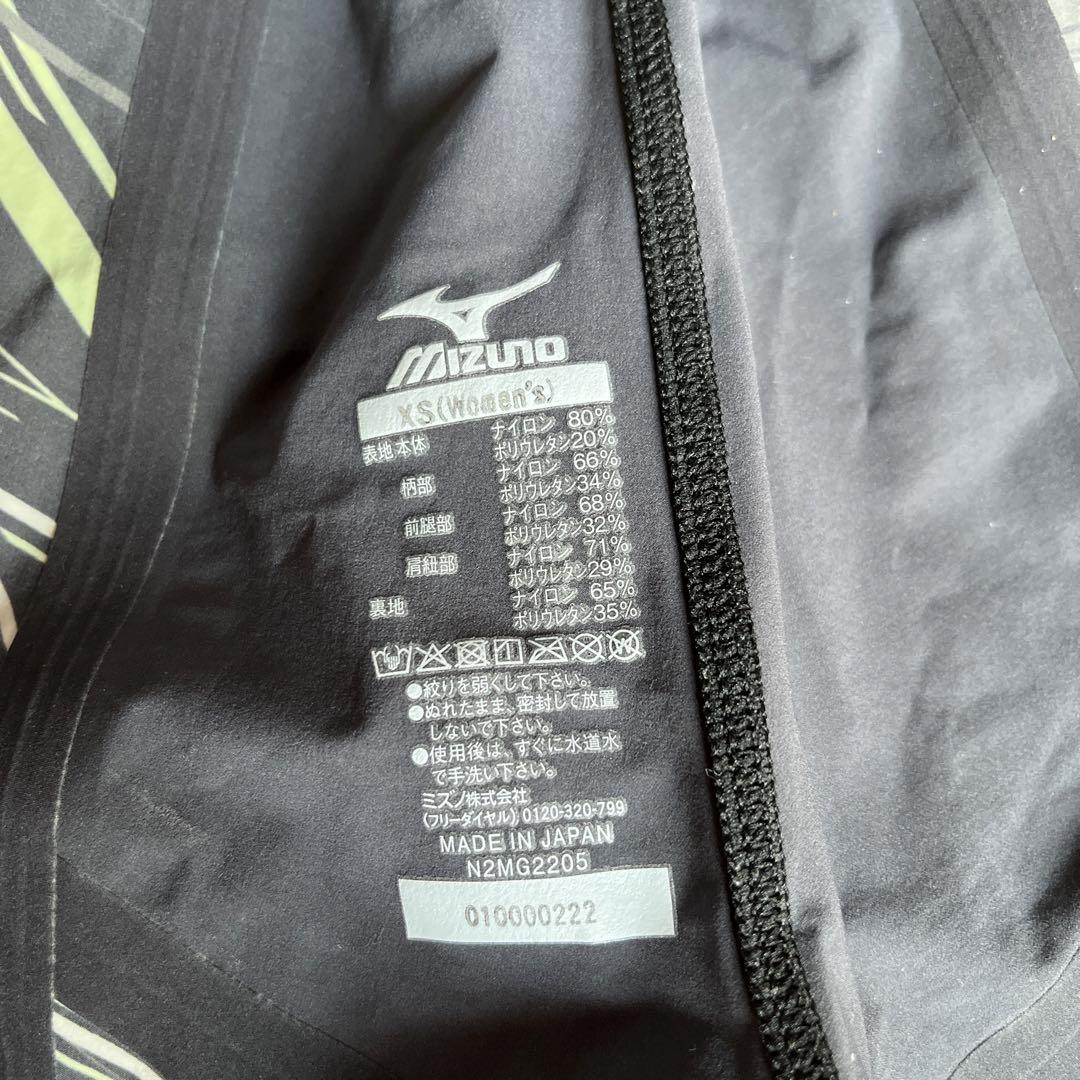 MIZUNO
XS(Women's)
表地 本体 ナイロン 80%
ポリウレタン20%
柄部 ナイロン 66%
ポリウレタン34%
前腿部 ナイロン 68%
ポリウレタン32%
肩紐部 ナイロン 71%
ポリウレタン29%
裏地 ナイロン 65%
ポリウレタン35%
●絞りを弱くして下さい。
●ぬれたまま、密封して放置
しないで下さい。
●使用後は、すぐに水道水
で手洗い下さい。
ミズノ株式会社
(フリーダイヤル) 0120-320-799
MADE IN JAPAN
N2MG2205
010000222